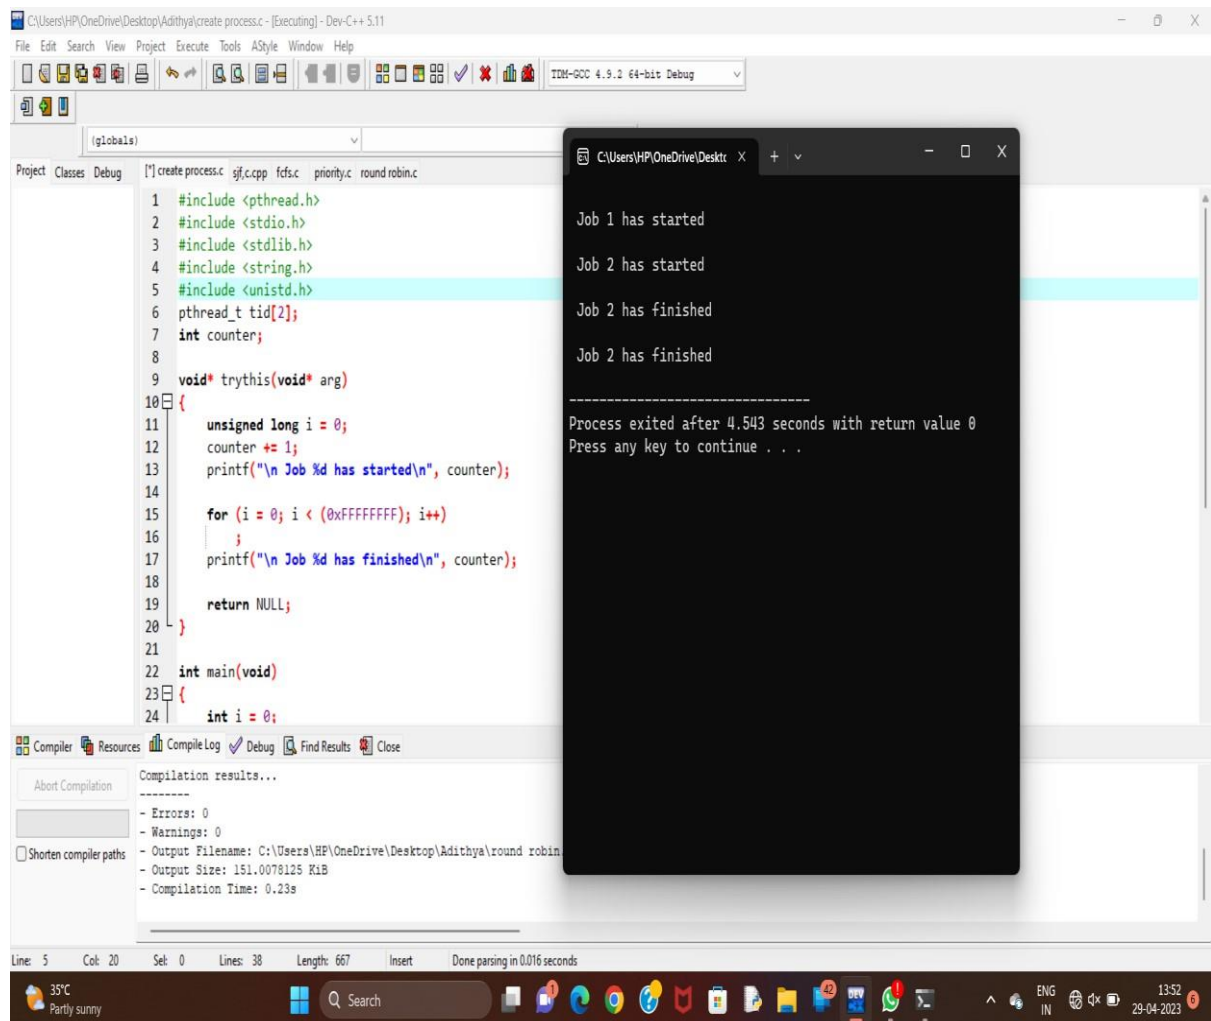 C:\Users\HP\OneDrive\Desktop\Adithya\create process.c - [Executing] - Dev-C++ 5.11
File Edit Search View Project Execute Tools AStyle Window Help
TDM-GCC 4.9.2 64-bit Debug
(globals)
Project Classes Debug
[*] create process.c sjf,c.cpp fcfs.c priority.c round robin.c
1 #include <pthread.h>
2 #include <stdio.h>
3 #include <stdlib.h>
4 #include <string.h>
5 #include <unistd.h>
6 pthread_t tid[2];
7 int counter;
8
9 void* trythis(void* arg)
10 {
11 unsigned long i = 0;
12 counter += 1;
13 printf("\n Job %d has started\n", counter);
14
15 for (i = 0; i < (0xFFFFFFFF); i++)
16 ;
17 printf("\n Job %d has finished\n", counter);
18
19 return NULL;
20 }
21
22 int main(void)
23 {
24 int i = 0;
C:\Users\HP\OneDrive\Deskto
Job 1 has started
Job 2 has started
Job 2 has finished
Job 2 has finished
--------------------------------
Process exited after 4.543 seconds with return value 0
Press any key to continue . . .
Compiler Resources Compile Log Debug Find Results Close
Abort Compilation
Shorten compiler paths
Compilation results...
--------
- Errors: 0
- Warnings: 0
- Output Filename: C:\Users\HP\OneDrive\Desktop\Adithya\round robin.
- Output Size: 151.0078125 KiB
- Compilation Time: 0.23s
Line: 5 Col: 20 Sel: 0 Lines: 38 Length: 667 Insert Done parsing in 0.016 seconds
35°C
Partly sunny
Search
1
42
DEV
ENG
IN
13:52
29-04-2023
6